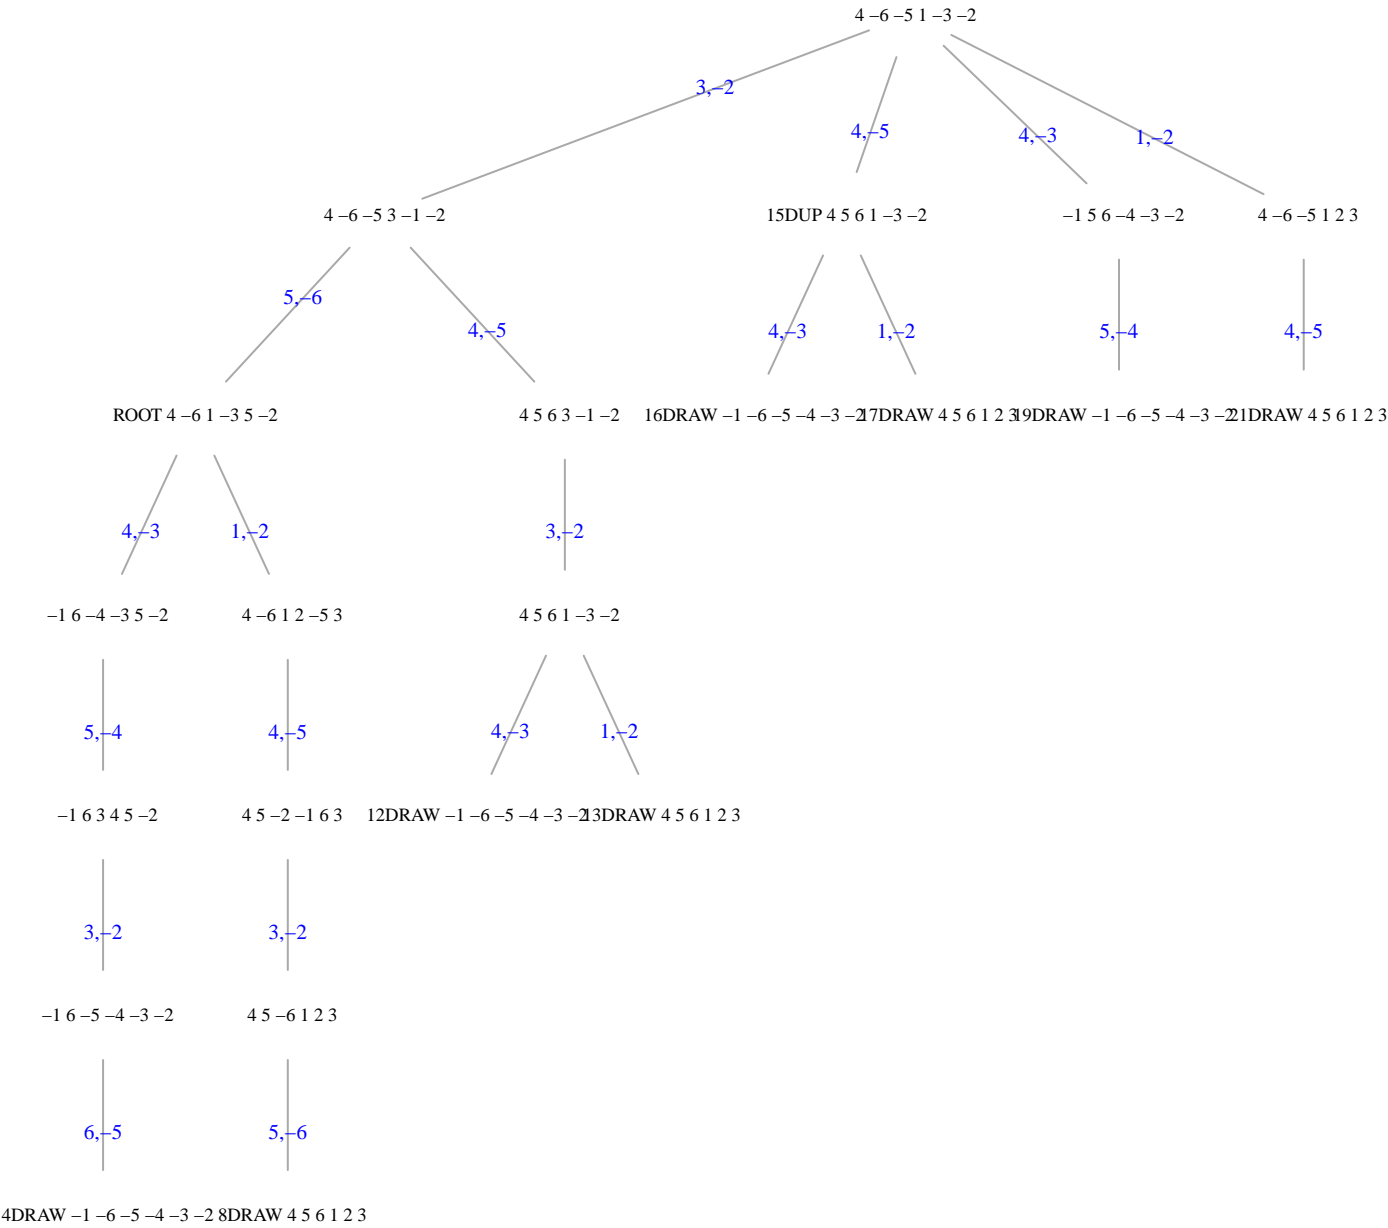 4 –6 –5 1 –3 –2
3,–2
4,–5
4,–3
1,–2
4 –6 –5 3 –1 –2
15DUP 4 5 6 1 –3 –2
–1 5 6 –4 –3 –2
4 –6 –5 1 2 3
5,–6
4,–5
4,–3
1,–2
5,–4
4,–5
ROOT 4 –6 1 –3 5 –2
4 5 6 3 –1 –2
16DRAW –1 –6 –5 –4 –3 –2
17DRAW 4 5 6 1 2 3
19DRAW –1 –6 –5 –4 –3 –2
21DRAW 4 5 6 1 2 3
4,–3
1,–2
3,–2
–1 6 –4 –3 5 –2
4 –6 1 2 –5 3
4 5 6 1 –3 –2
5,–4
4,–5
4,–3
1,–2
–1 6 3 4 5 –2
4 5 –2 –1 6 3
12DRAW –1 –6 –5 –4 –3 –2
13DRAW 4 5 6 1 2 3
3,–2
3,–2
–1 6 –5 –4 –3 –2
4 5 –6 1 2 3
6,–5
5,–6
4DRAW –1 –6 –5 –4 –3 –2
8DRAW 4 5 6 1 2 3